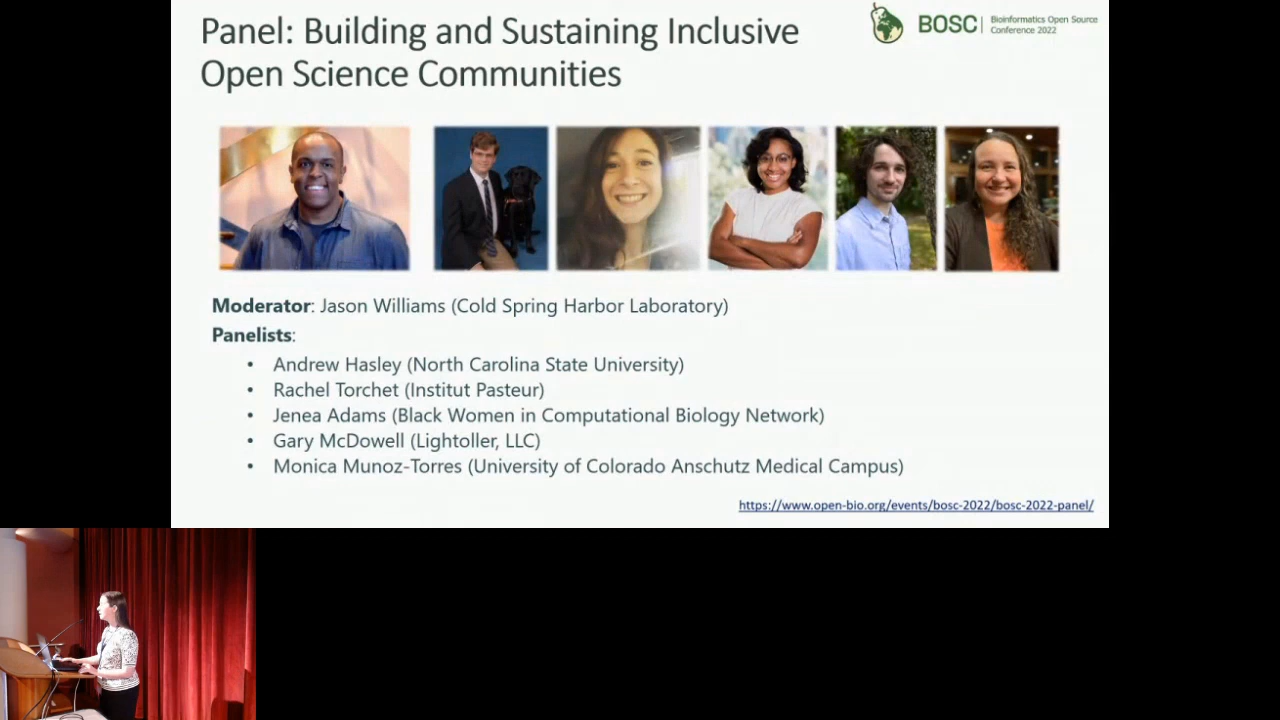 Panel: Building and Sustaining Inclusive
Open Science Communities
BOSC
Bioinformatics Open Source
Conference 2022
Moderator: Jason Williams (Cold Spring Harbor Laboratory)
Panelists:
• Andrew Hasley (North Carolina State University)
• Rachel Torchet (Institut Pasteur)
• Jenea Adams (Black Women in Computational Biology Network)
• Gary McDowell (Lightoller, LLC)
• Monica Munoz-Torres (University of Colorado Anschutz Medical Campus)
https://www.open-bio.org/events/bosc-2022/bosc-2022-panel/